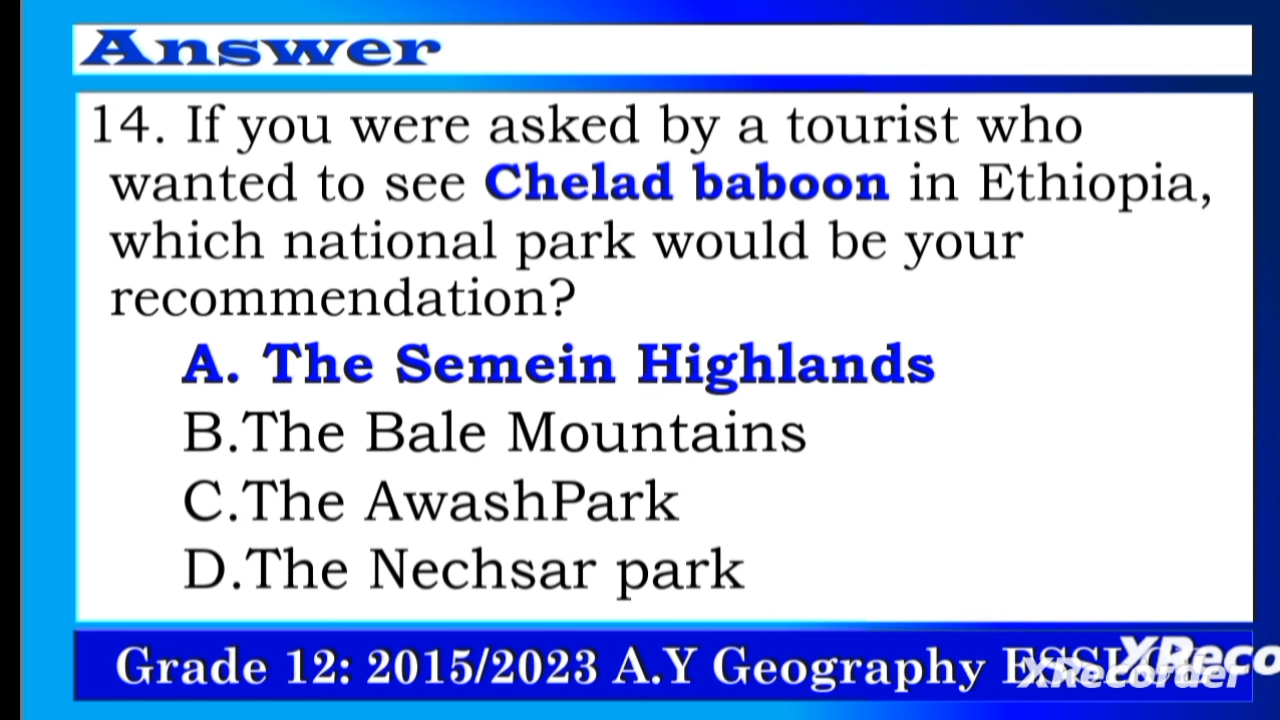 Answer
14. If you were asked by a tourist who
wanted to see Chelad baboon in Ethiopia,
which national park would be your
recommendation?
A. The Semein Highlands
B.The Bale Mountains
C.The AwashPark
D.The Nechsar park
Grade 12: 2015/2023 A.Y Geography
XRecorder